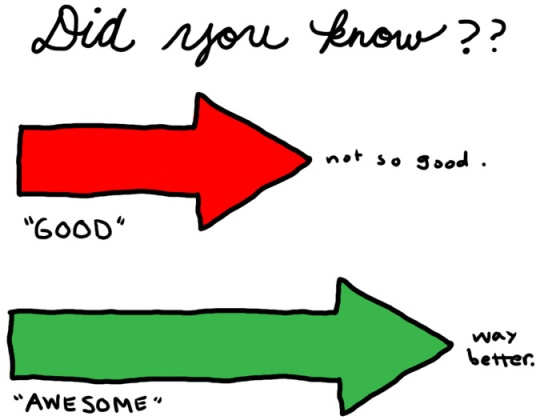 Did you know??
not so good.
"GOOD"
way
better.
"AWESOME"